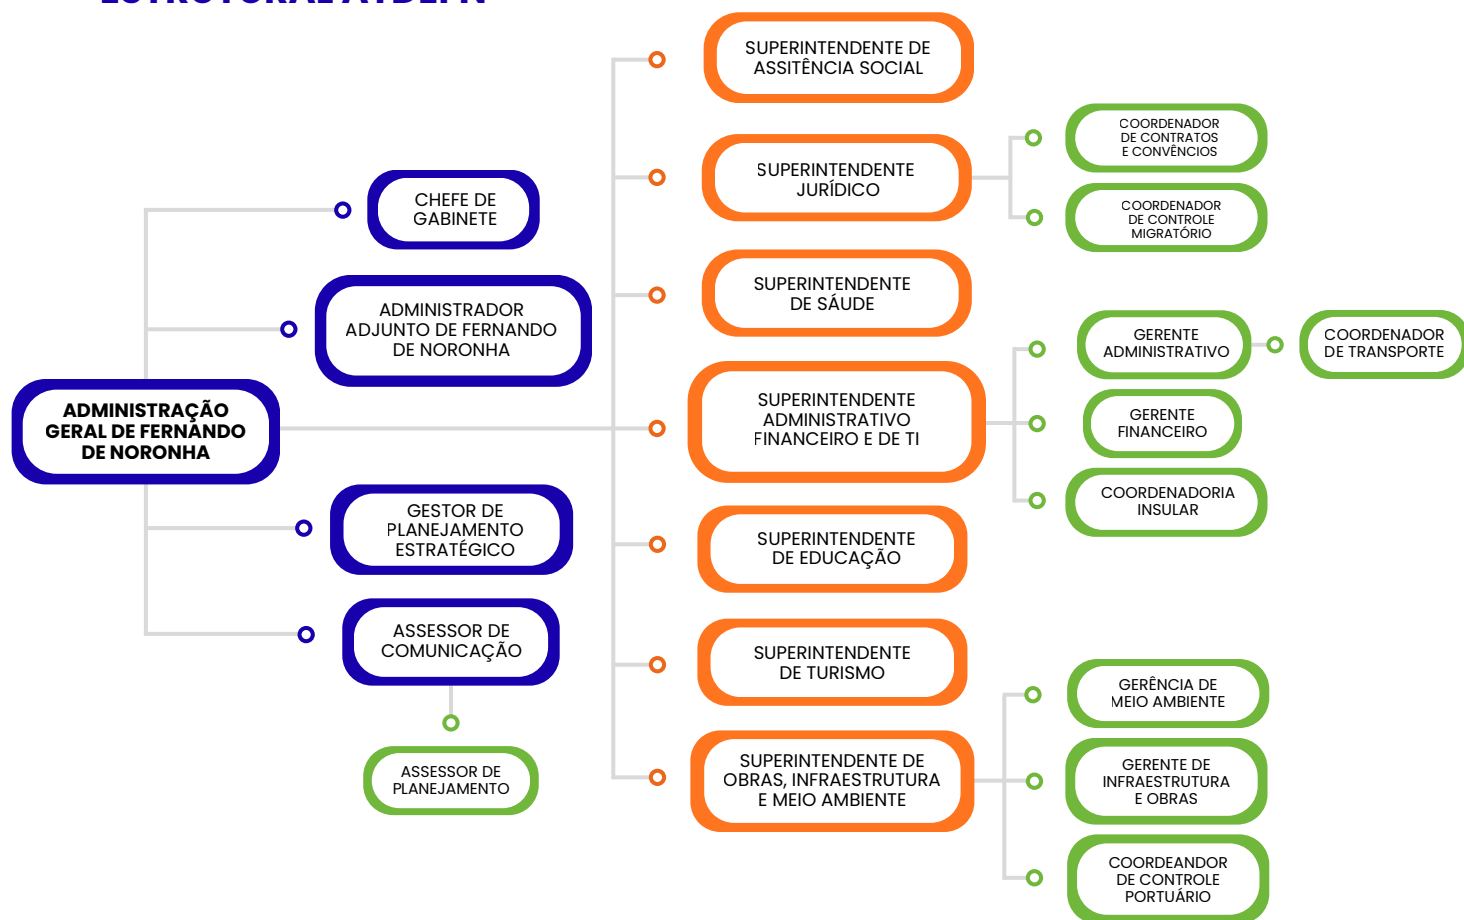 ESTRUTURAL ATDEFN
ADMINISTRAÇÃO
GERAL DE FERNANDO
DE NORONHA
CHEFE DE
GABINETE
ADMINISTRADOR
ADJUNTO DE FERNANDO
DE NORONHA
GESTOR DE
PLANEJAMENTO
ESTRATÉGICO
ASSESSOR DE
COMUNICAÇÃO
ASSESSOR DE
PLANEJAMENTO
SUPERINTENDENTE DE
ASSITÊNCIA SOCIAL
SUPERINTENDENTE
JURÍDICO
COORDENADOR
DE CONTRATOS
E CONVÊNCIOS
COORDENADOR
DE CONTROLE
MIGRATÓRIO
SUPERINTENDENTE
DE SÁUDE
SUPERINTENDENTE
ADMINISTRATIVO
FINANCEIRO E DE TI
GERENTE
ADMINISTRATIVO
COORDENADOR
DE TRANSPORTE
GERENTE
FINANCEIRO
COORDENADORIA
INSULAR
SUPERINTENDENTE
DE EDUCAÇÃO
SUPERINTENDENTE
DE TURISMO
SUPERINTENDENTE DE
OBRAS, INFRAESTRUTURA
E MEIO AMBIENTE
GERÊNCIA DE
MEIO AMBIENTE
GERENTE DE
INFRAESTRUTURA
E OBRAS
COORDEANDOR
DE CONTROLE
PORTUÁRIO